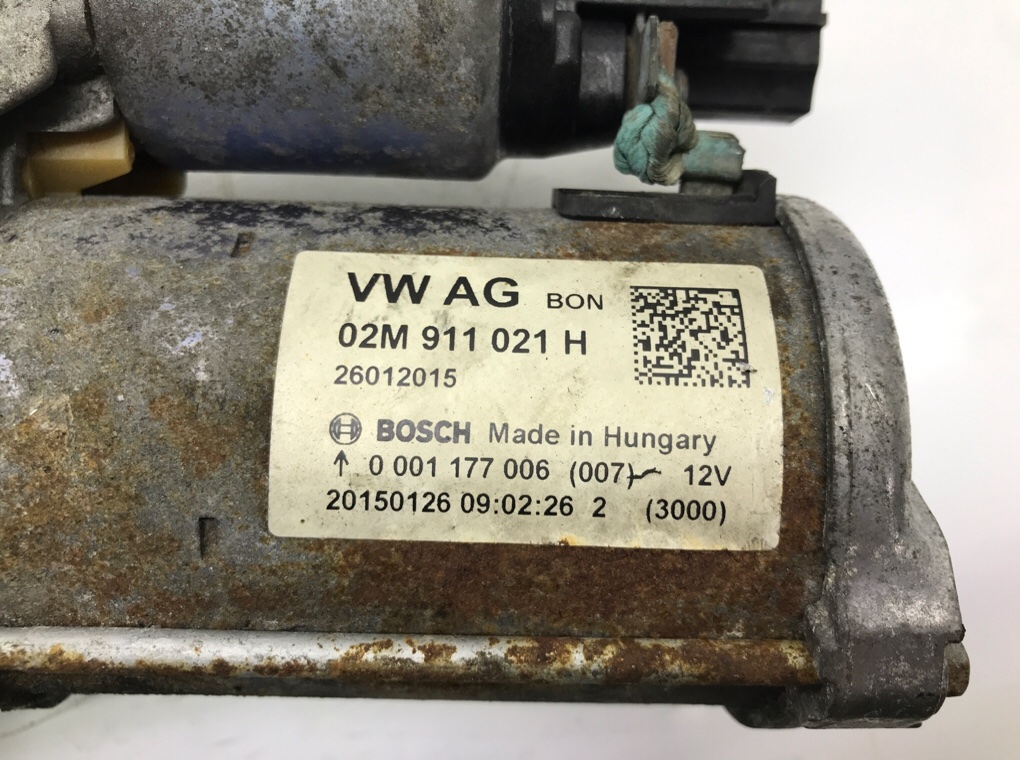 VW AG BON
02M 911 021 H
26012015
BOSCH Made in Hungary
↑ 0 001 177 006 (007) 12V
20150126 09:02:26 2 (3000)